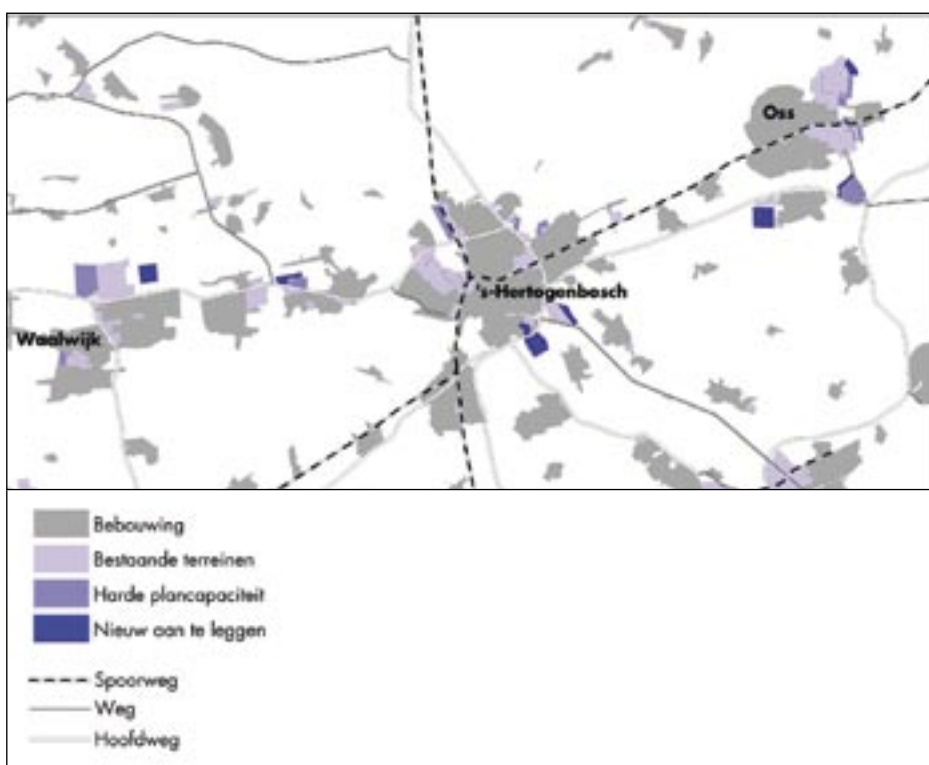 Oss
's-Hertogenbosch
Waalwijk
Bebouwing
Bestaande terreinen
Harde plancapaciteit
Nieuw aan te leggen
Spoorweg
Weg
Hoofdweg